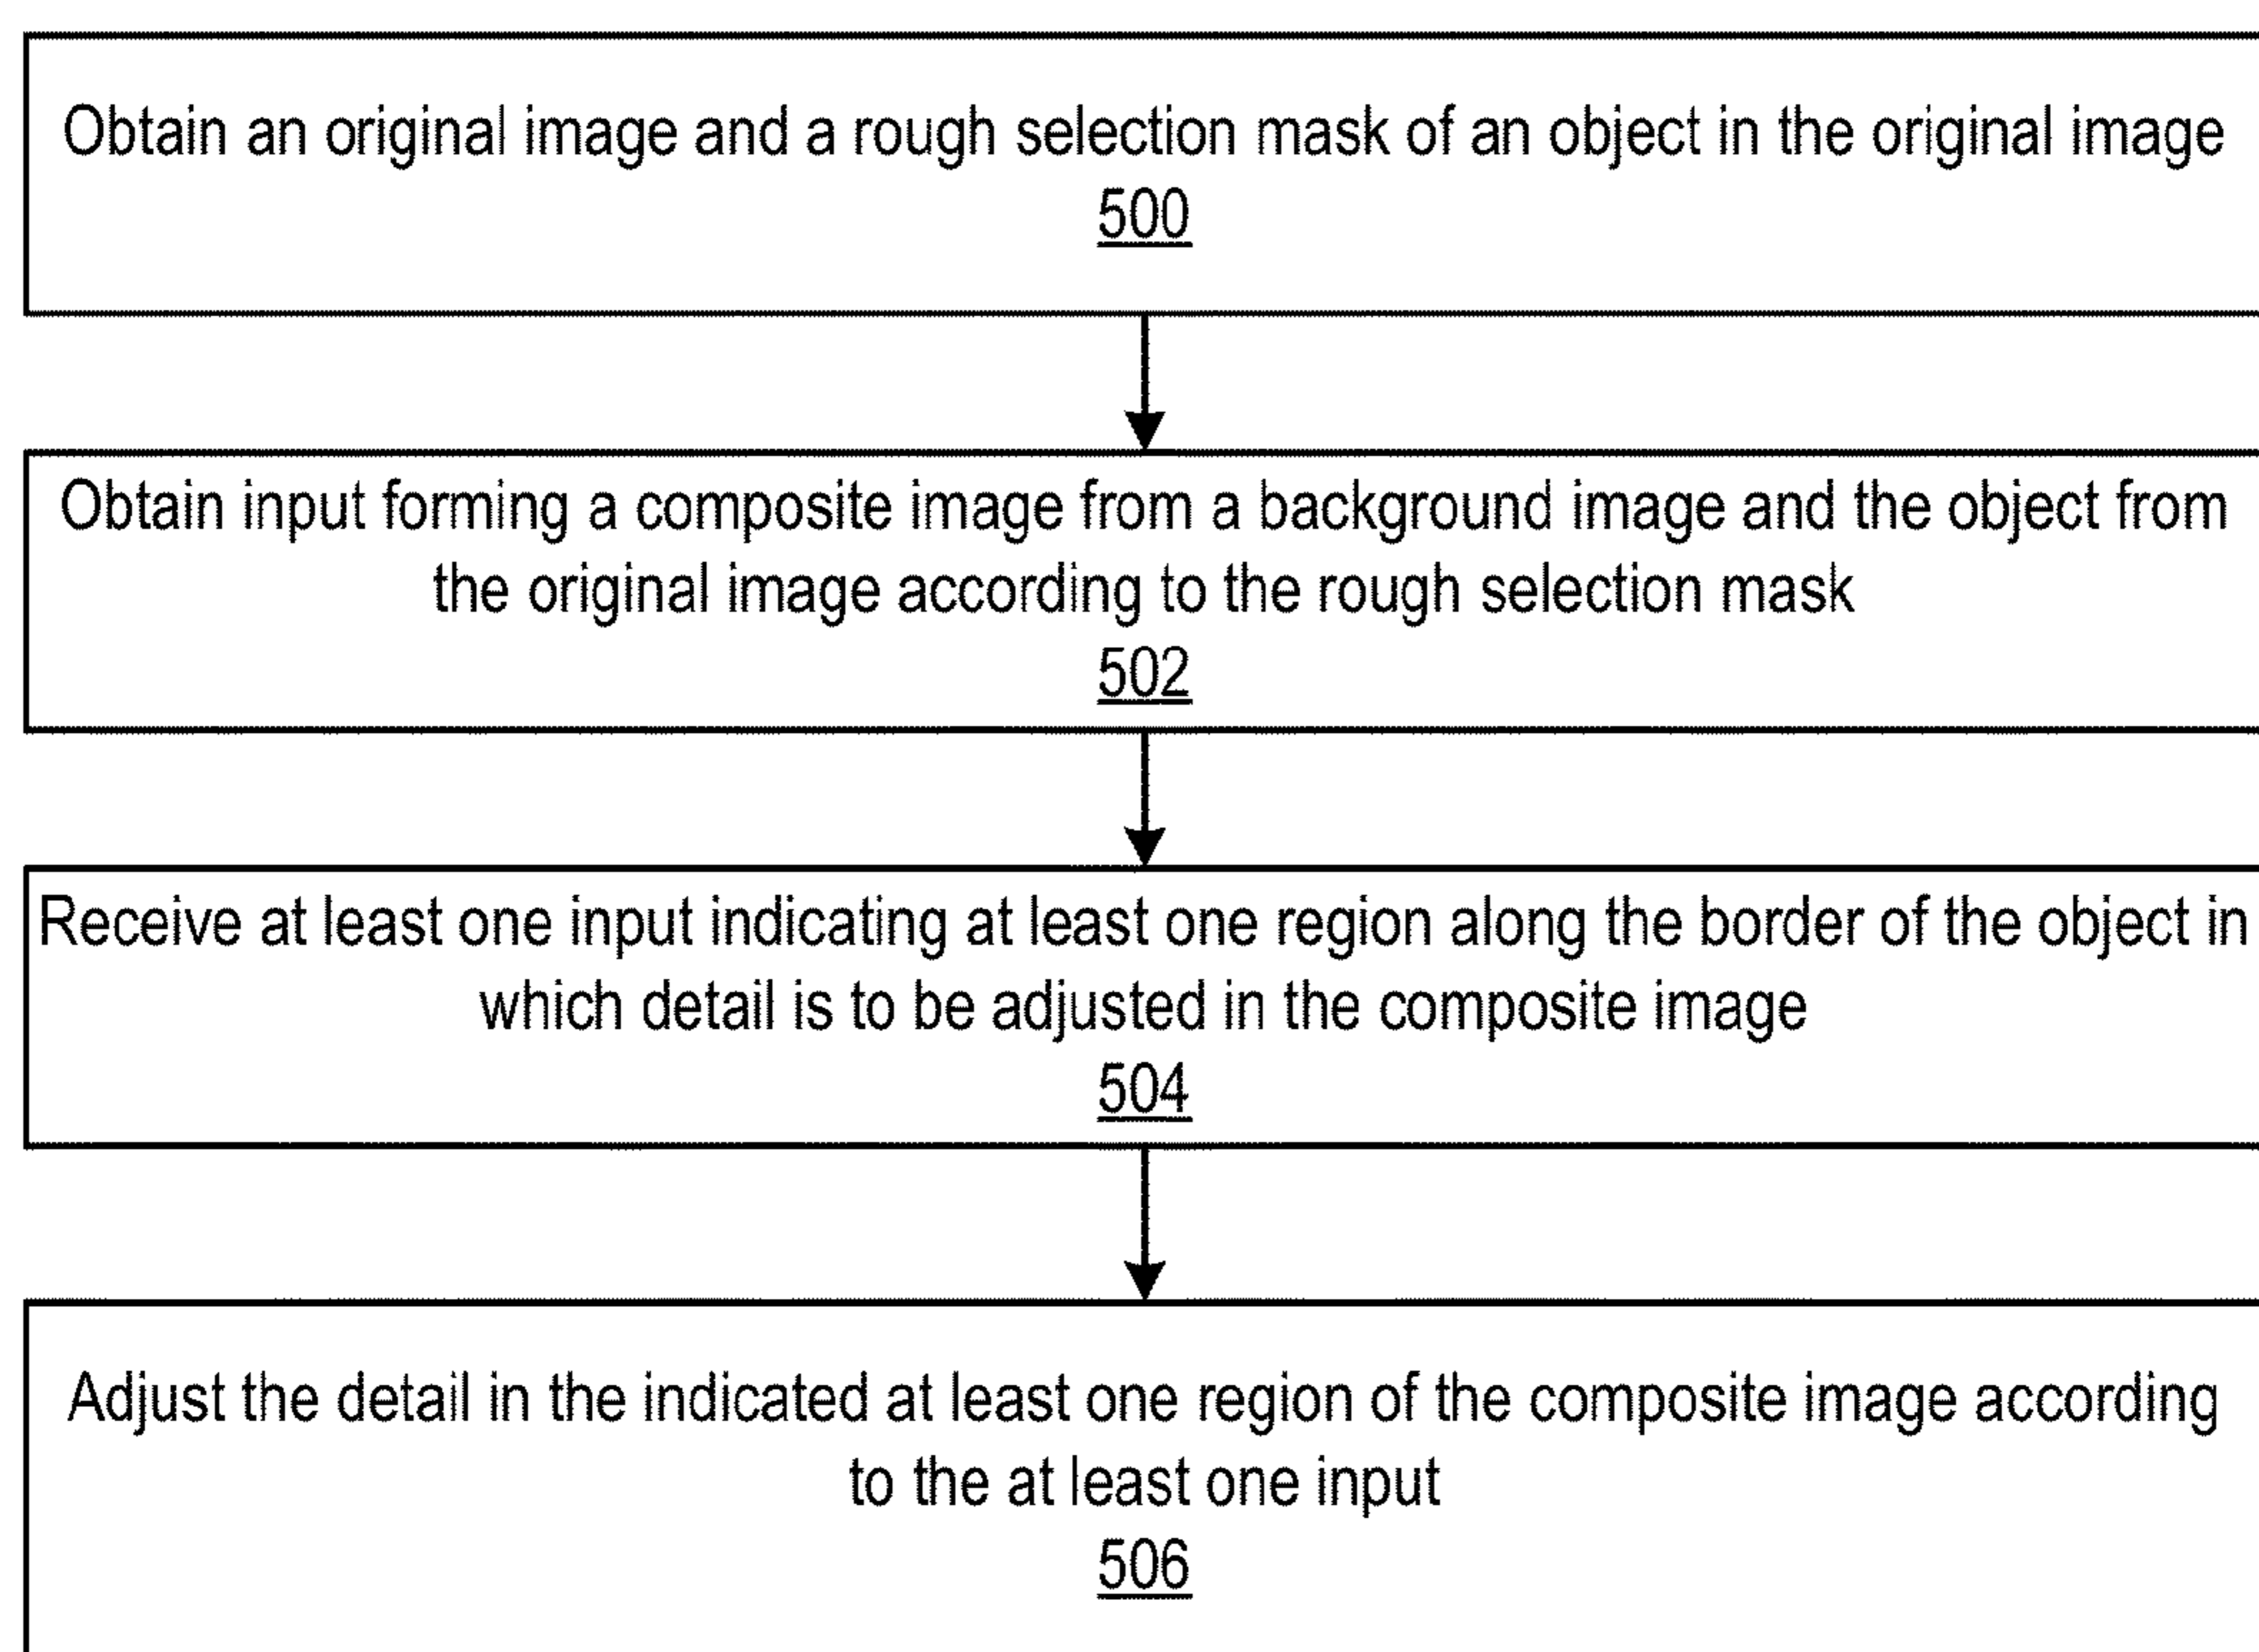 Obtain an original image and a rough selection mask of an object in the original image
500
Obtain input forming a composite image from a background image and the object from
the original image according to the rough selection mask
502
Receive at least one input indicating at least one region along the border of the object in
which detail is to be adjusted in the composite image
504
Adjust the detail in the indicated at least one region of the composite image according
to the at least one input
506